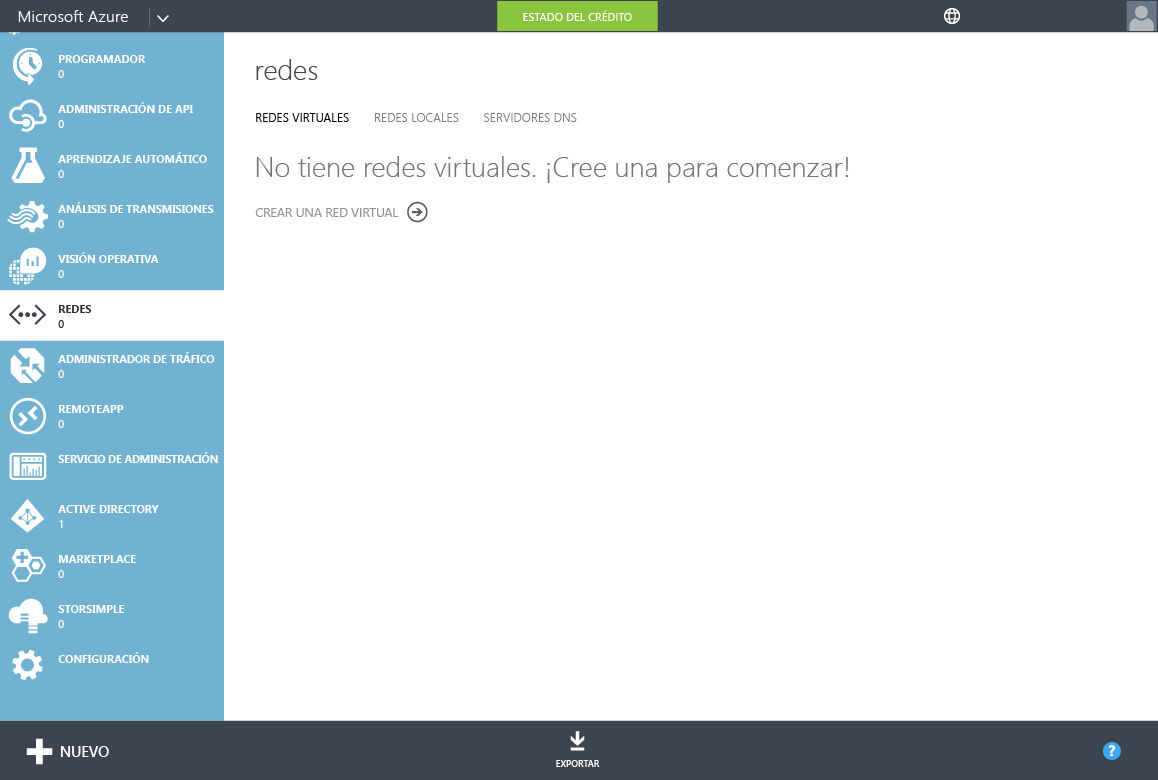 Microsoft Azure
ESTADO DEL CRÉDITO
PROGRAMADOR
0
ADMINISTRACIÓN DE API
0
APRENDIZAJE AUTOMÁTICO
0
ANÁLISIS DE TRANSMISIONES
0
VISIÓN OPERATIVA
0
REDES
0
ADMINISTRADOR DE TRÁFICO
0
REMOTEAPP
0
SERVICIO DE ADMINISTRACIÓN
ACTIVE DIRECTORY
1
MARKETPLACE
0
STORSIMPLE
0
CONFIGURACIÓN
redes
REDES VIRTUALES REDES LOCALES SERVIDORES DNS
No tiene redes virtuales. ¡Cree una para comenzar!
CREAR UNA RED VIRTUAL
NUEVO
EXPORTAR
?